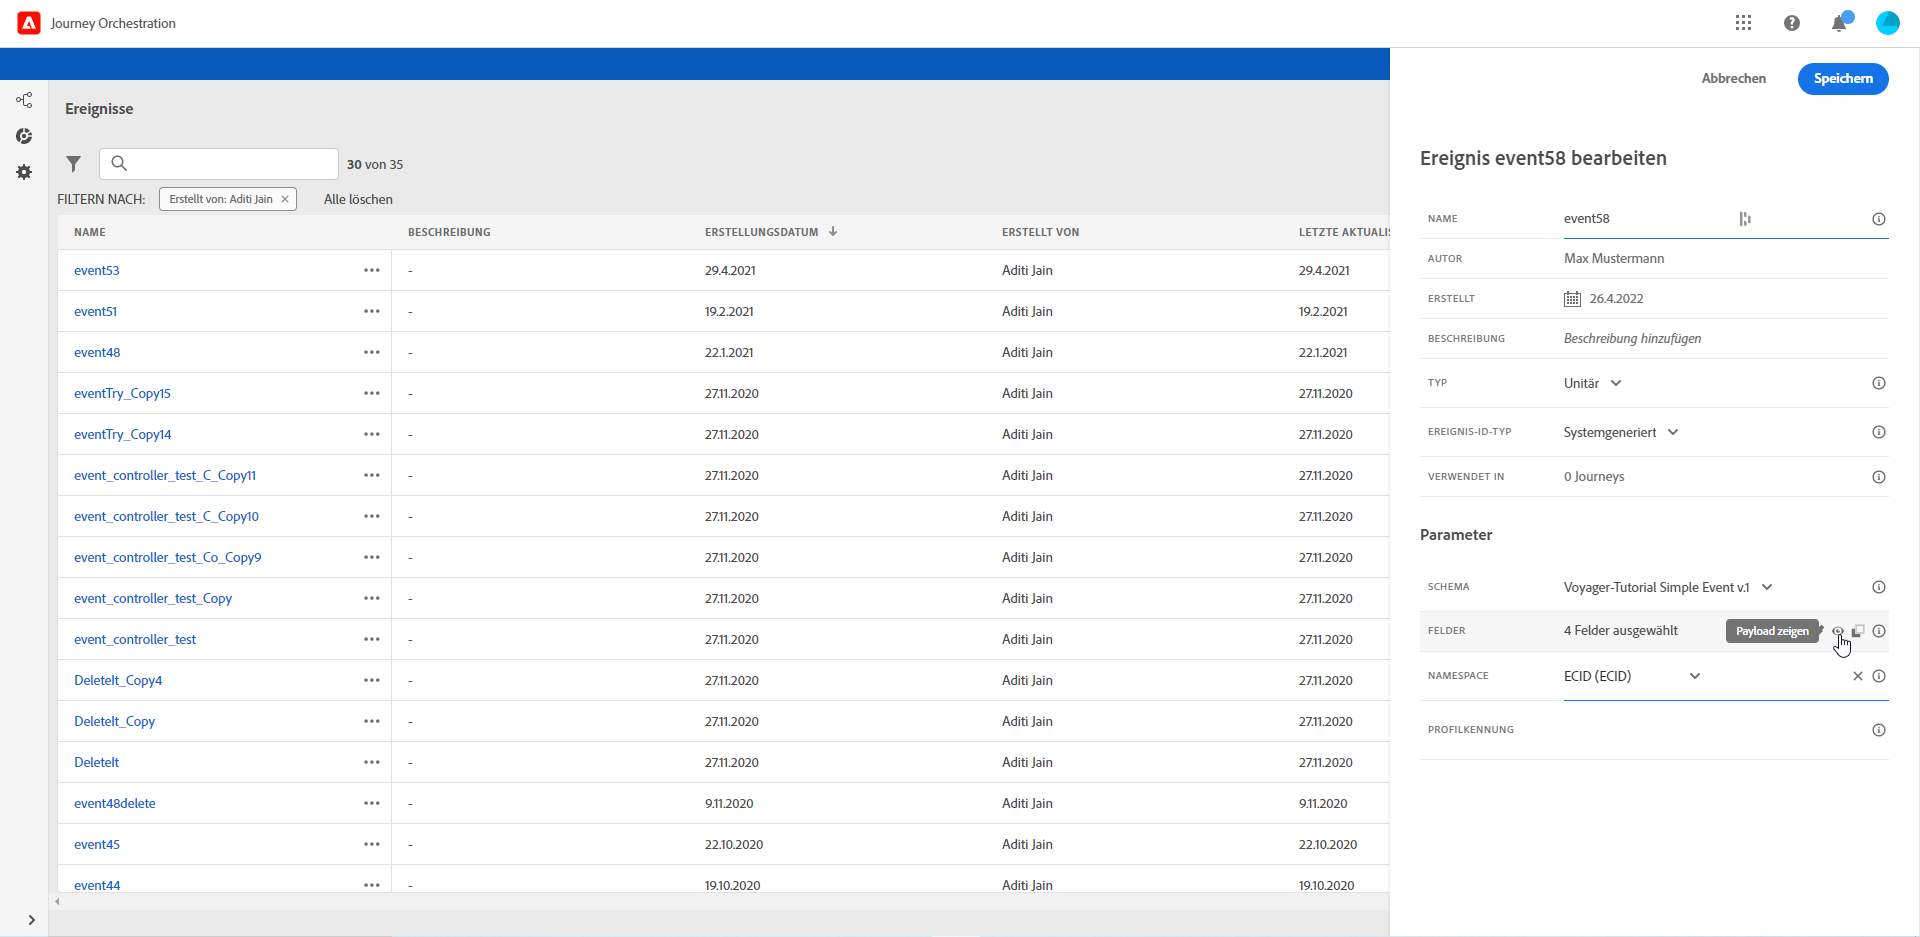 Journey Orchestration
Abbrechen
Speichern
Ereignisse
30 von 35
FILTERN NACH:
Erstellt von: Aditi Jain
Alle löschen
NAME BESCHREIBUNG ERSTELLUNGSDATUM ERSTELLT VON LETZTE AKTUALIS
event53 - 29.4.2021 Aditi Jain 29.4.2021
event51 - 19.2.2021 Aditi Jain 19.2.2021
event48 - 22.1.2021 Aditi Jain 22.1.2021
eventTry_Copy15 - 27.11.2020 Aditi Jain 27.11.2020
eventTry_Copy14 - 27.11.2020 Aditi Jain 27.11.2020
event_controller_test_C_Copy11 - 27.11.2020 Aditi Jain 27.11.2020
event_controller_test_C_Copy10 - 27.11.2020 Aditi Jain 27.11.2020
event_controller_test_Co_Copy9 - 27.11.2020 Aditi Jain 27.11.2020
event_controller_test_Copy - 27.11.2020 Aditi Jain 27.11.2020
event_controller_test - 27.11.2020 Aditi Jain 27.11.2020
DeleteIt_Copy4 - 27.11.2020 Aditi Jain 27.11.2020
DeleteIt_Copy - 27.11.2020 Aditi Jain 27.11.2020
DeleteIt - 27.11.2020 Aditi Jain 27.11.2020
event48delete - 9.11.2020 Aditi Jain 9.11.2020
event45 - 22.10.2020 Aditi Jain 22.10.2020
event44 - 19.10.2020 Aditi Jain 19.10.2020
Ereignis event58 bearbeiten
NAME event58
AUTOR Max Mustermann
ERSTELLT 26.4.2022
BESCHREIBUNG Beschreibung hinzufügen
TYP Unitär
EREIGNIS-ID-TYP Systemgeneriert
VERWENDET IN 0 Journeys
Parameter
SCHEMA Voyager-Tutorial Simple Event v.1
FELDER 4 Felder ausgewählt Payload zeigen
NAMESPACE ECID (ECID)
PROFILKENNUNG